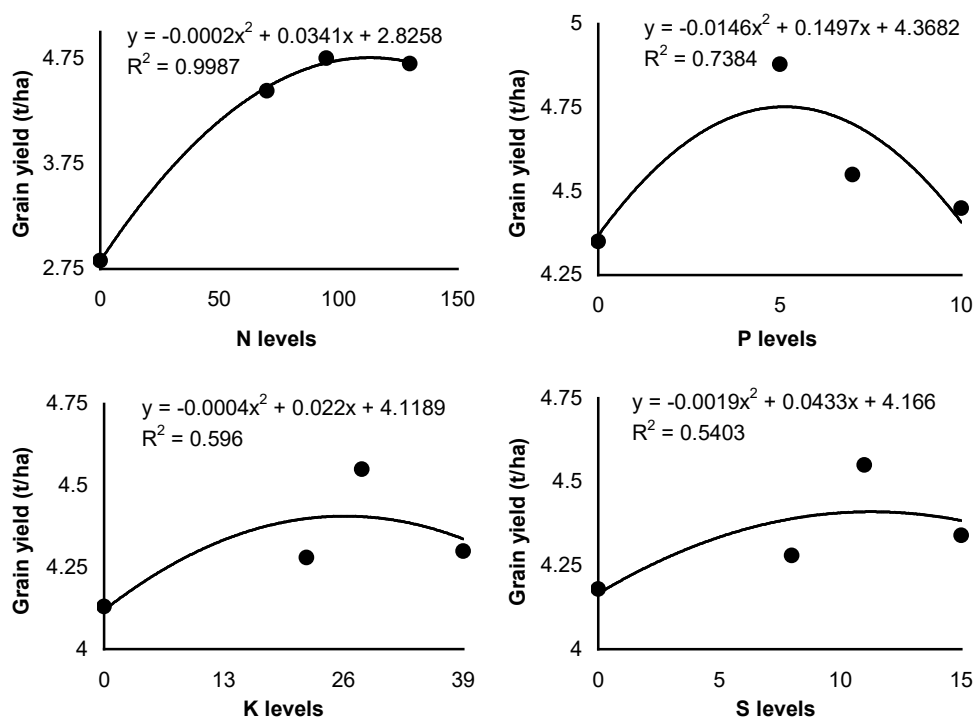 y = -0.0002x² + 0.0341x + 2.8258
R² = 0.9987
Grain yield (t/ha)
4.75
3.75
2.75
0 50 100 150
N levels
y = -0.0146x² + 0.1497x + 4.3682
R² = 0.7384
Grain yield (t/ha)
5
4.75
4.5
4.25
0 5 10
P levels
y = -0.0004x² + 0.022x + 4.1189
R² = 0.596
Grain yield (t/ha)
4.75
4.5
4.25
4
0 13 26 39
K levels
y = -0.0019x² + 0.0433x + 4.166
R² = 0.5403
Grain yield (t/ha)
4.75
4.5
4.25
4
0 5 10 15
S levels